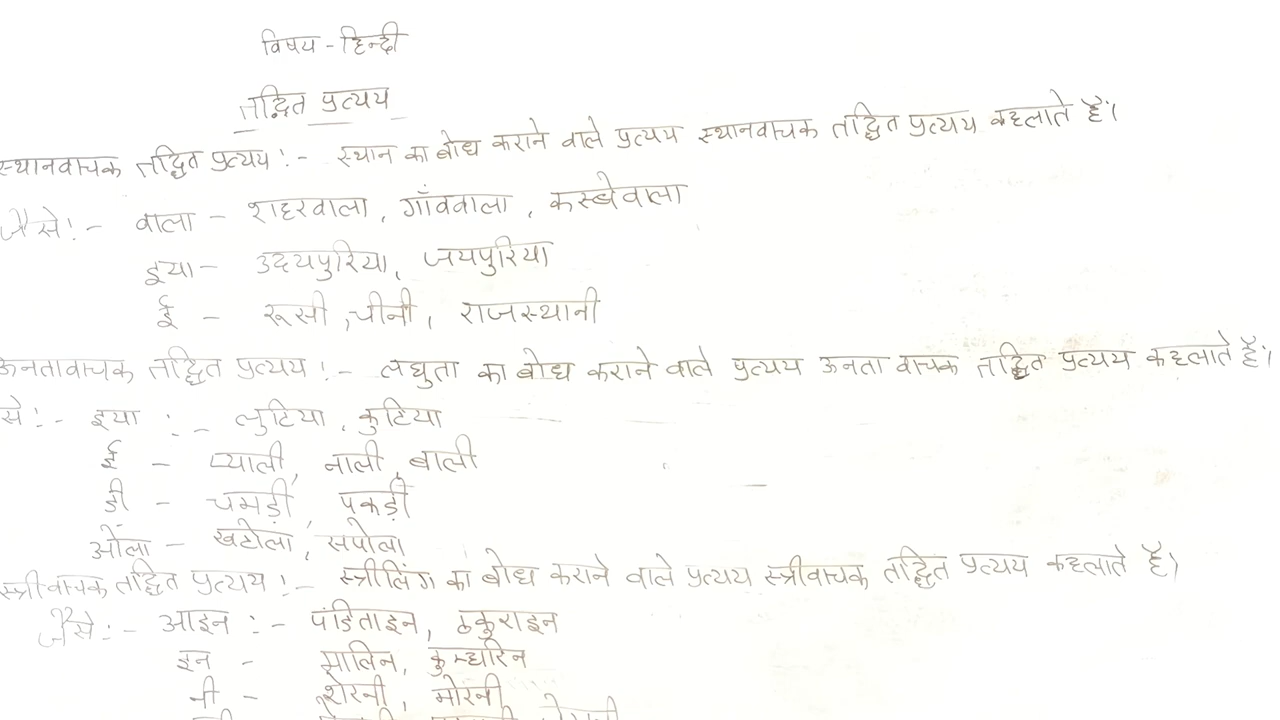 विषय - हिन्दी
तद्धित प्रत्यय
स्थानवाचक तद्धित प्रत्यय :- स्थान का बोध कराने वाले प्रत्यय स्थानवाचक तद्धित प्रत्यय कहलाते हैं।
जैसे :- वाला - शहरवाला, गाँववाला, कस्बेवाला
इया - उदयपुरिया, जयपुरिया
ई - रूसी, चीनी, राजस्थानी
ऊनतावाचक तद्धित प्रत्यय :- लघुता का बोध कराने वाले प्रत्यय ऊनता वाचक तद्धित प्रत्यय कहलाते हैं।
से :- इया :- लुटिया, कुटिया
ई - प्याली, नाली, बाली
ड़ी - चमड़ी, पकड़ी
ओला - खटोला, सपोला
स्त्रीवाचक तद्धित प्रत्यय :- स्त्रीलिंग का बोध कराने वाले प्रत्यय स्त्रीवाचक तद्धित प्रत्यय कहलाते है।
जैसे :- आइन :- पंडिताइन, ठकुराइन
इन - मालिन, कुम्हारिन
नी - शेरनी, मोरनी